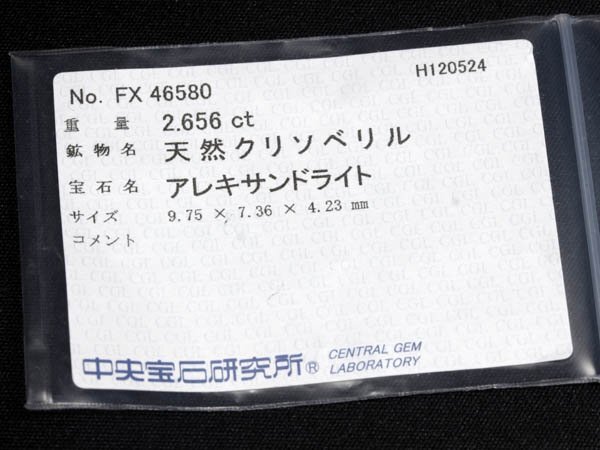 H120524
No. FX 46580
重 量 2.656 ct
鉱物名 天然クリソベリル
宝石名 アレキサンドライト
サイズ 9.75 × 7.36 × 4.23 mm
コメント
中央宝石研究所® CENTRAL GEM
LABORATORY